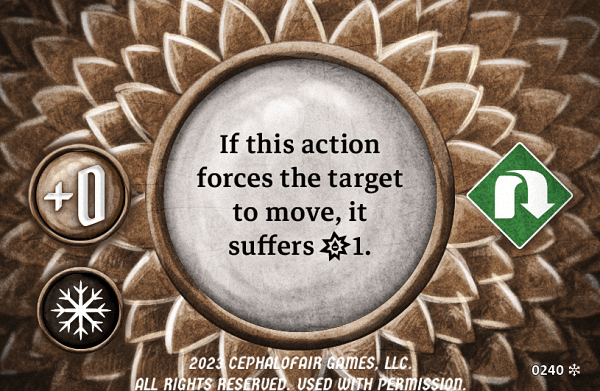 If this action
forces the target
to move, it
suffers 1.
+0
2023 CEPHALOFAIR GAMES, LLC.
ALL RIGHTS RESERVED. USED WITH PERMISSION.
0240